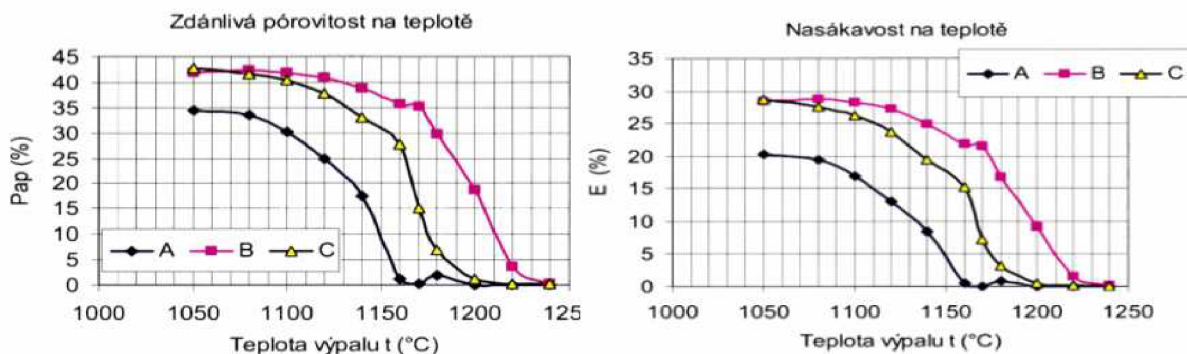 Zdánlivá pórovitost na teplotě
45
40
35
30
25
20
15
10
5
0
Pap (%)
A B C
1000 1050 1100 1150 1200 125
Teplota výpalu t (°C)
Nasákavost na teplotě
A B C
35
30
25
20
15
10
5
0
E (%)
1000 1050 1100 1150 1200 1250
Teplota výpalu t (°C)